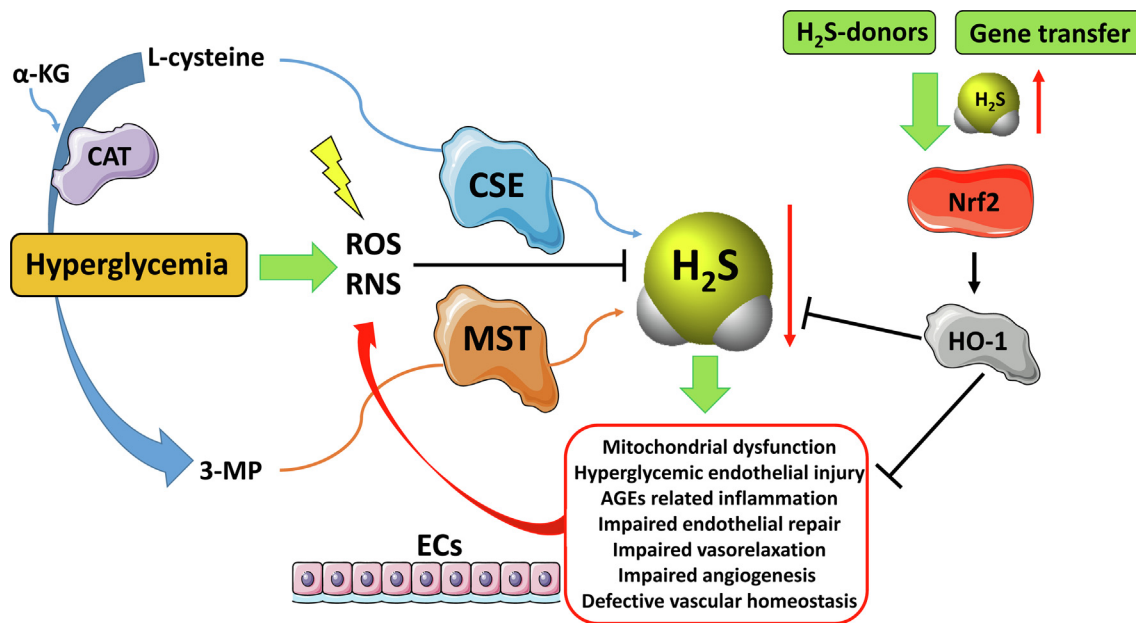 H₂S-donors
Gene transfer
L-cysteine
α-KG
H₂S
CAT
CSE
Nrf2
Hyperglycemia
ROS
RNS
H₂S
MST
HO-1
3-MP
Mitochondrial dysfunction
Hyperglycemic endothelial injury
AGEs related inflammation
Impaired endothelial repair
Impaired vasorelaxation
Impaired angiogenesis
Defective vascular homeostasis
ECs